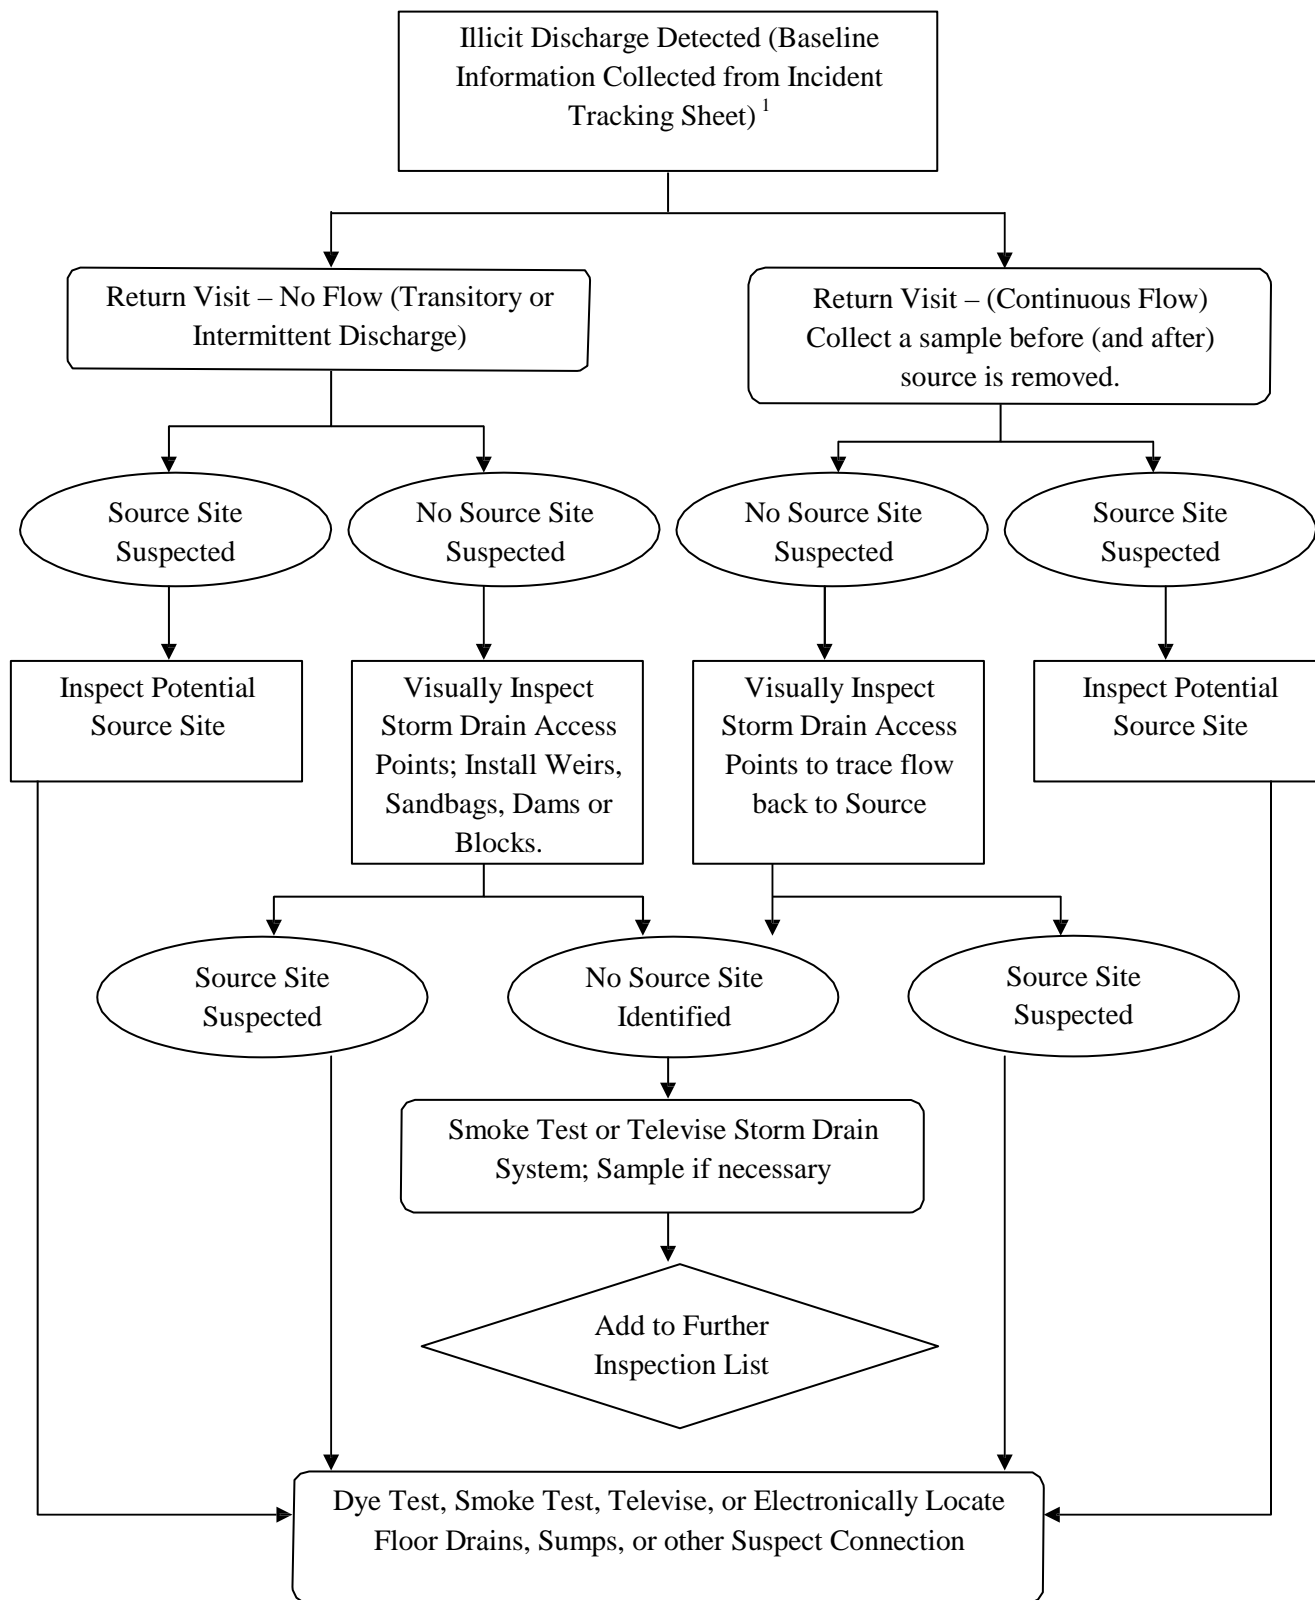 Illicit Discharge Detected (Baseline
Information Collected from Incident
Tracking Sheet) 1
Return Visit – No Flow (Transitory or
Intermittent Discharge)
Return Visit – (Continuous Flow)
Collect a sample before (and after)
source is removed.
Source Site
Suspected
No Source Site
Suspected
No Source Site
Suspected
Source Site
Suspected
Inspect Potential
Source Site
Visually Inspect
Storm Drain Access
Points; Install Weirs,
Sandbags, Dams or
Blocks.
Visually Inspect
Storm Drain Access
Points to trace flow
back to Source
Inspect Potential
Source Site
Source Site
Suspected
No Source Site
Identified
Source Site
Suspected
Smoke Test or Televise Storm Drain
System; Sample if necessary
Add to Further
Inspection List
Dye Test, Smoke Test, Televise, or Electronically Locate
Floor Drains, Sumps, or other Suspect Connection